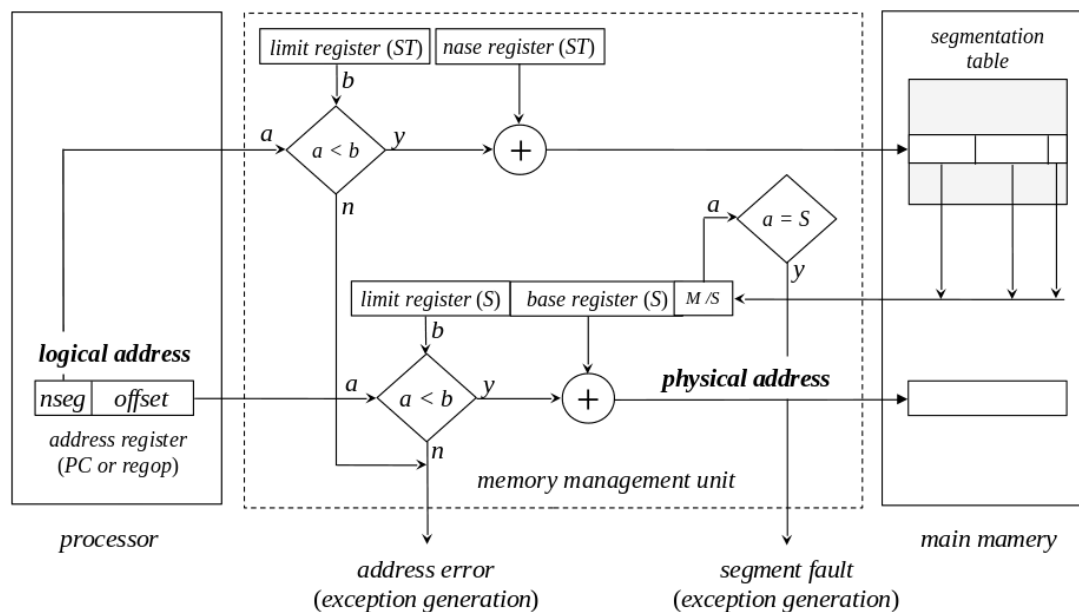 limit register (ST)
nase register (ST)
segmentation
table
b
a
a < b
y
+
n
a
a = S
y
limit register (S)
base register (S)
M /S
b
logical address
nseg
offset
a
a < b
y
+
physical address
address register
(PC or regop)
n
memory management unit
processor
main mamery
address error
(exception generation)
segment fault
(exception generation)